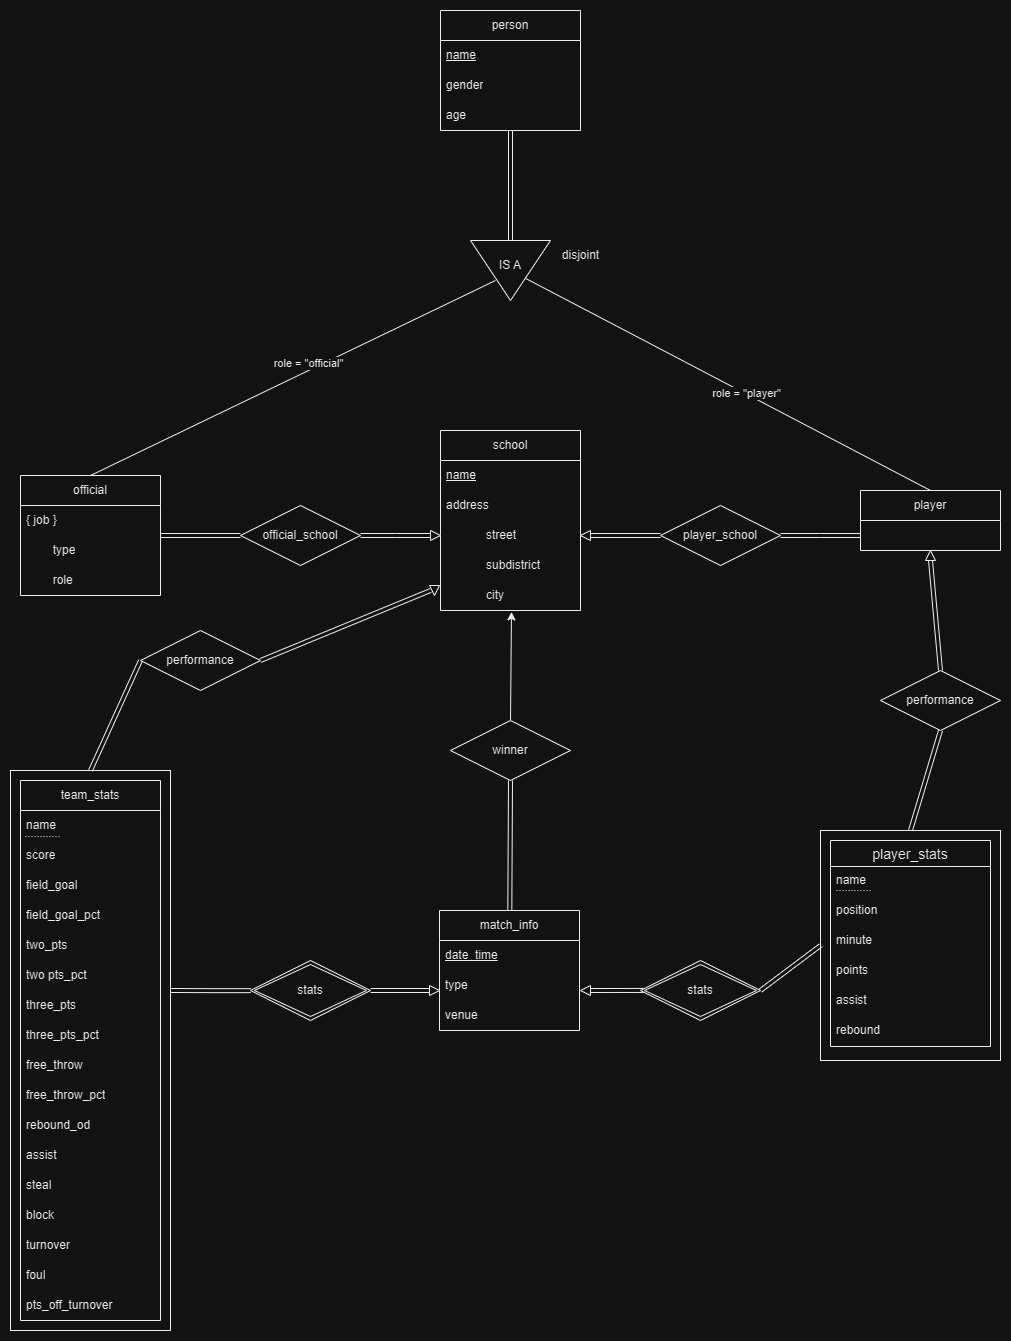 person
name
gender
age
IS A
disjoint
role = "official"
role = "player"
school
name
address
street
subdistrict
city
official
{ job }
type
role
official_school
player_school
player
performance
performance
winner
team_stats
name
score
field_goal
field_goal_pct
two_pts
two pts_pct
three_pts
three_pts_pct
free_throw
free_throw_pct
rebound_od
assist
steal
block
turnover
foul
pts_off_turnover
stats
match_info
date_time
type
venue
stats
player_stats
name
position
minute
points
assist
rebound